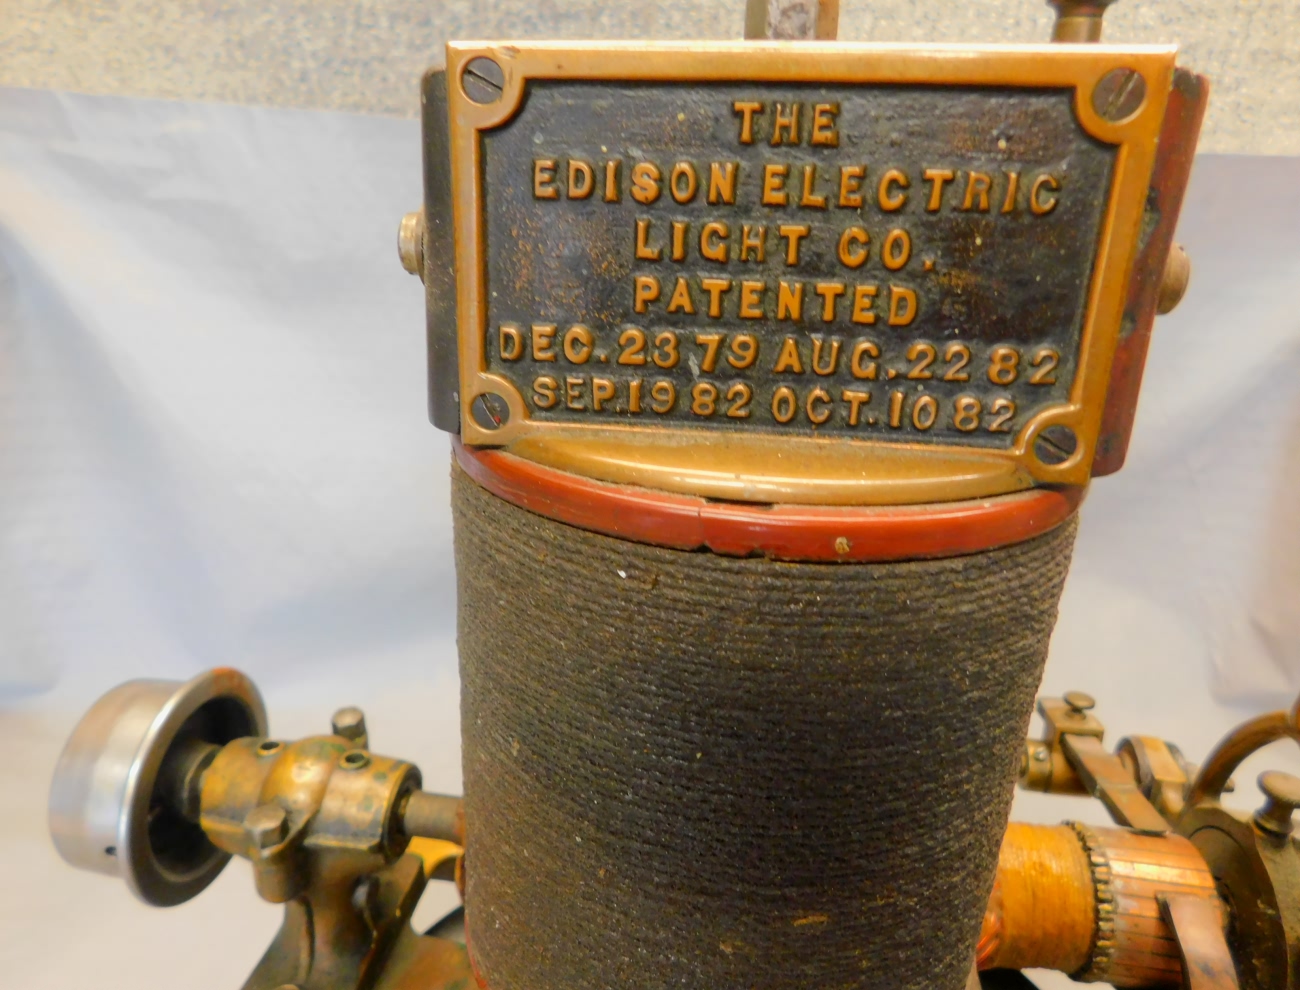 THE
EDISON ELECTRIC
LIGHT CO.
PATENTED
DEC. 23 79 AUG. 22 82
SEP. 19 82 OCT. 10 82